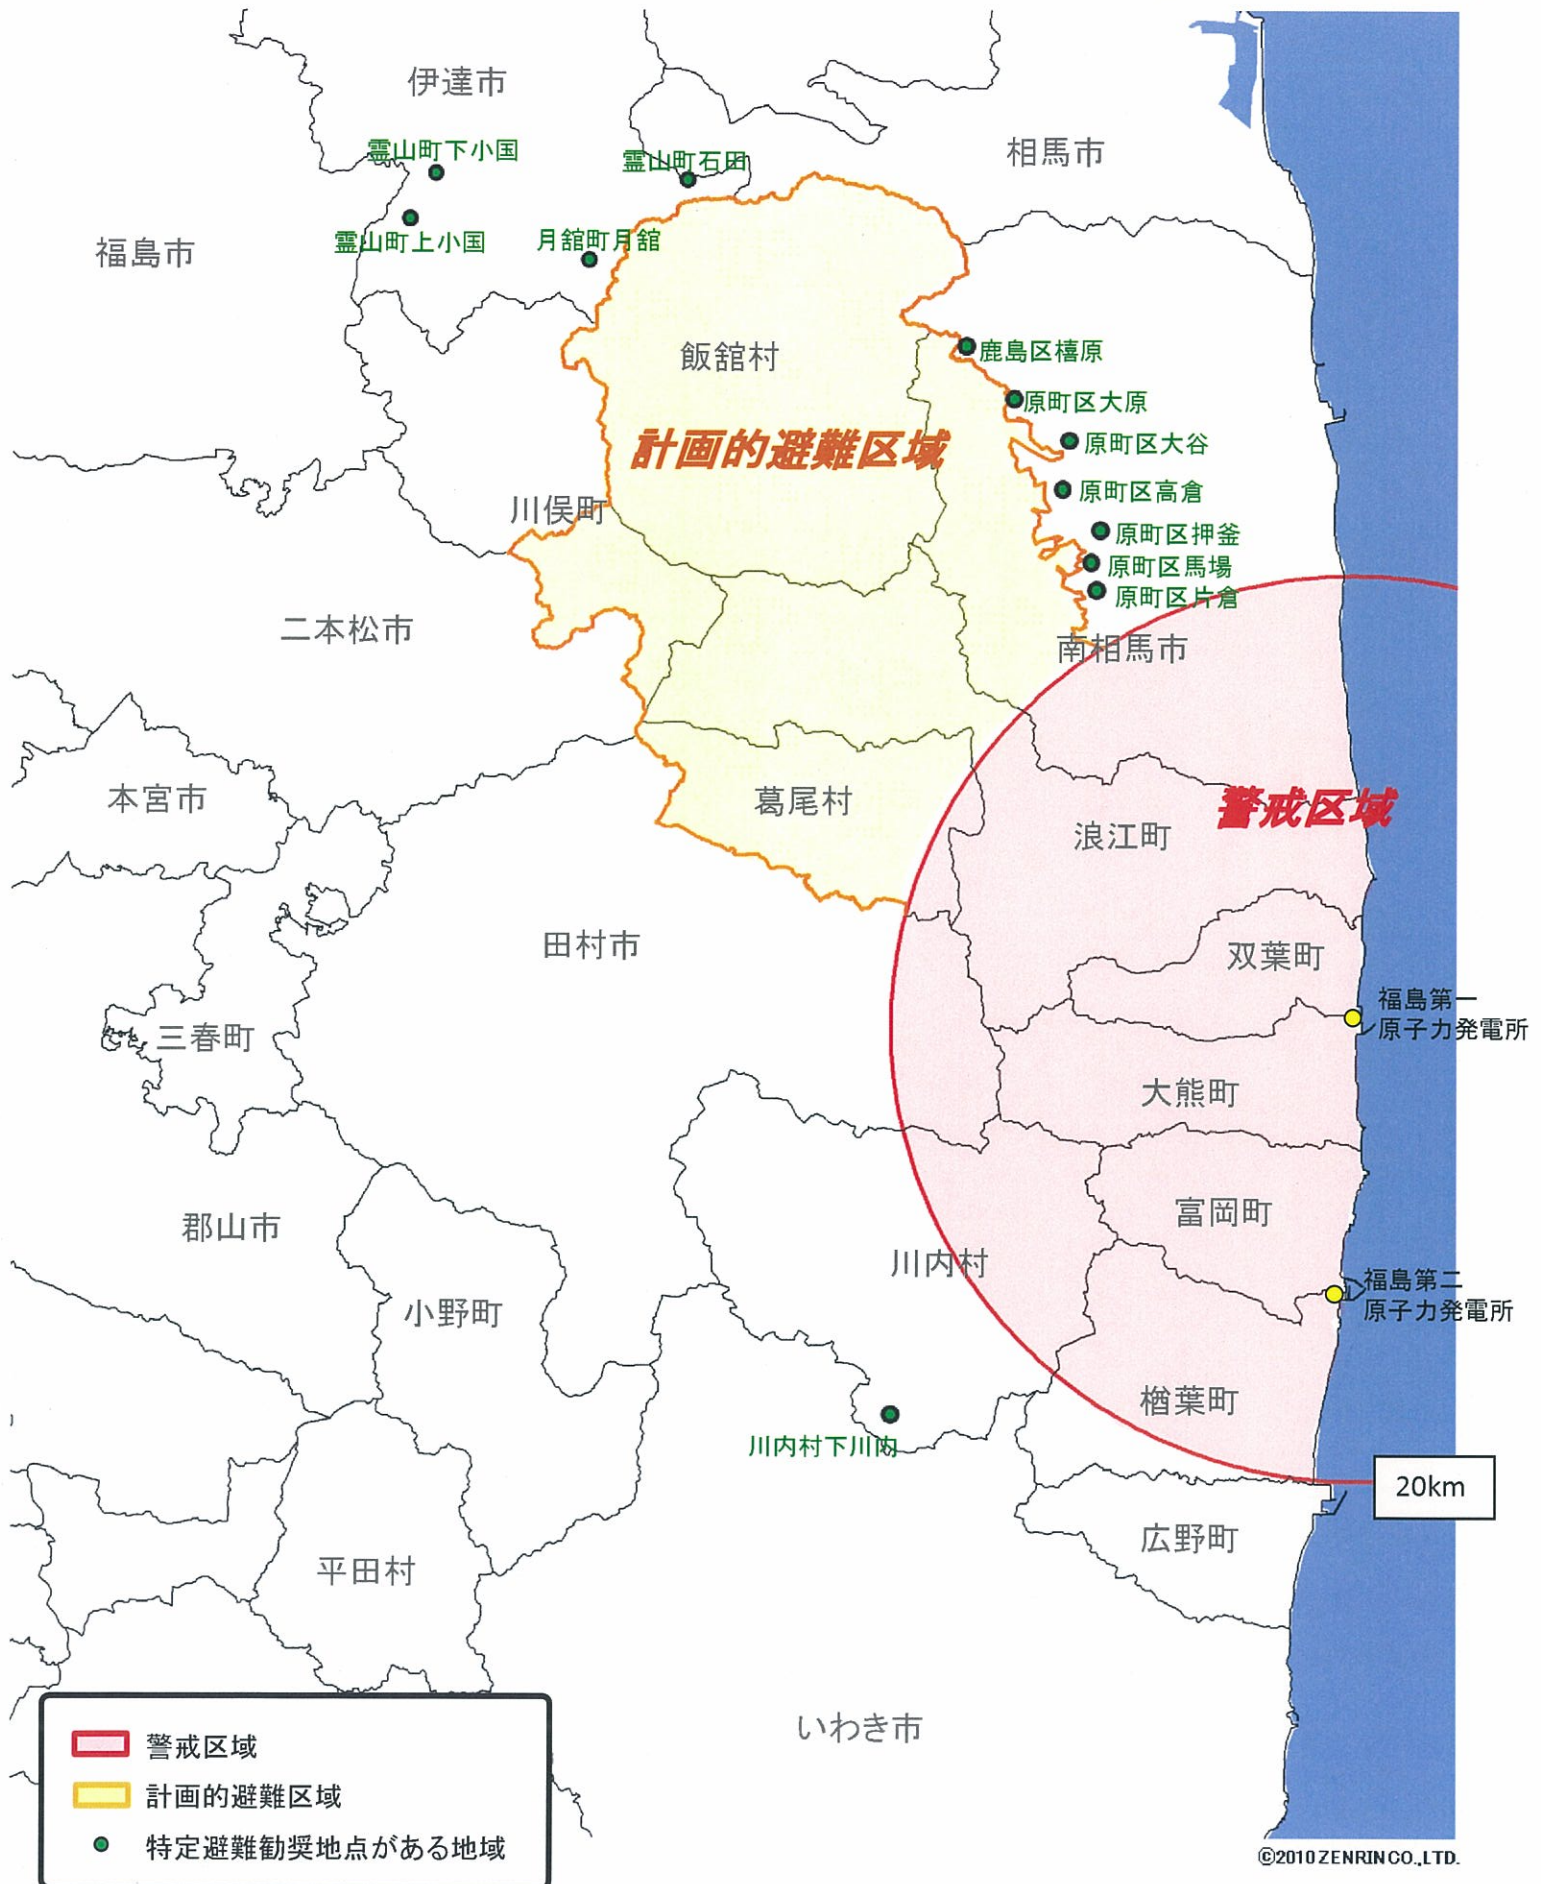 伊達市
霊山町下小国
霊山町石田
相馬市
霊山町上小国
月舘町月舘
福島市
飯舘村
鹿島区橲原
原町区大原
計画的避難区域
原町区大谷
原町区高倉
川俣町
原町区押釜
原町区馬場
原町区片倉
二本松市
南相馬市
本宮市
葛尾村
警戒区域
浪江町
田村市
双葉町
福島第一
原子力発電所
三春町
大熊町
郡山市
富岡町
川内村
福島第二
原子力発電所
小野町
楢葉町
川内村下川内
20km
広野町
平田村
いわき市
警戒区域
計画的避難区域
特定避難勧奨地点がある地域
©2010 ZENRIN CO.,LTD.